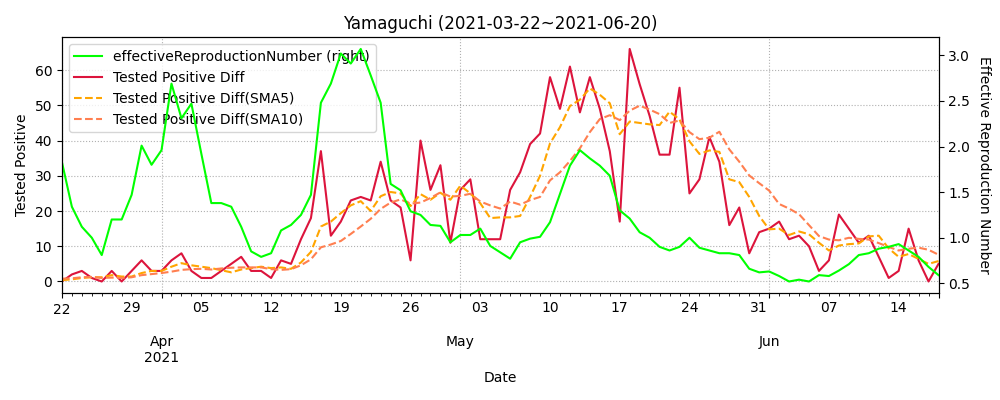 Yamaguchi (2021-03-22~2021-06-20)
effectiveReproductionNumber (right)
Tested Positive Diff
Tested Positive Diff(SMA5)
Tested Positive Diff(SMA10)
Tested Positive
60
50
40
30
20
10
0
3.0
2.5
2.0
1.5
1.0
0.5
Effective Reproduction Number
22 29 05 12 19 26 03 10 17 24 31 07 14
Apr May Jun
2021
Date